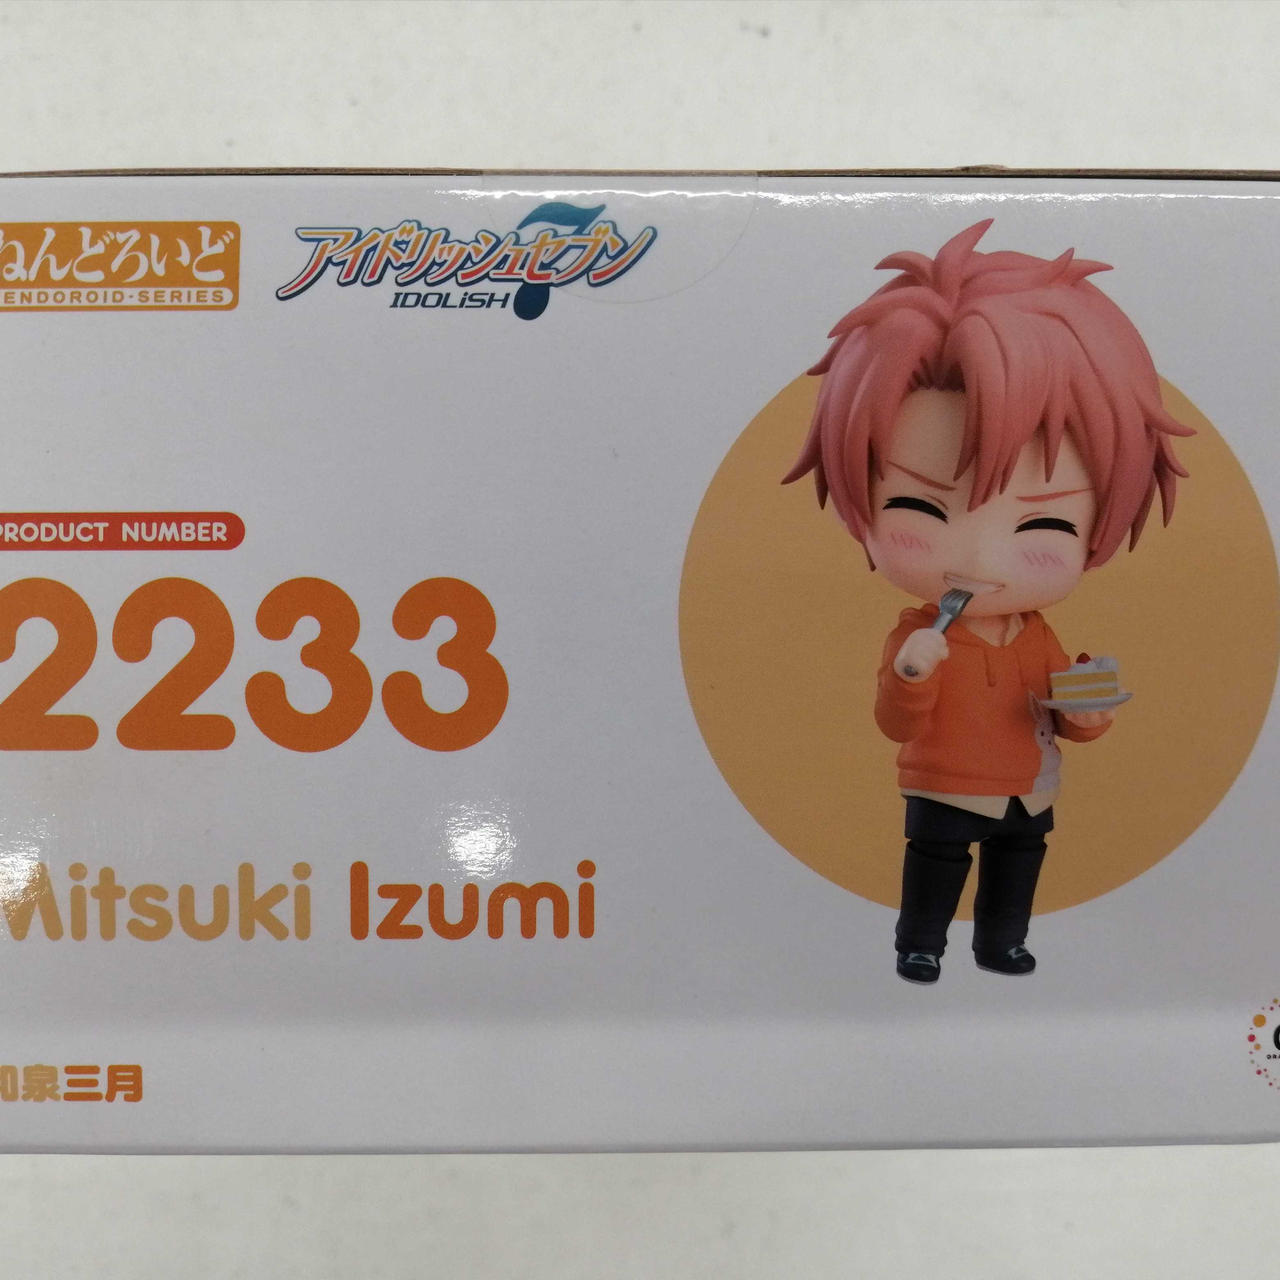 ねんどろいど
ENDOROID-SERIES
アイドリッシュセブン
IDOLiSH 7
PRODUCT NUMBER
2233
Mitsuki Izumi
和泉三月